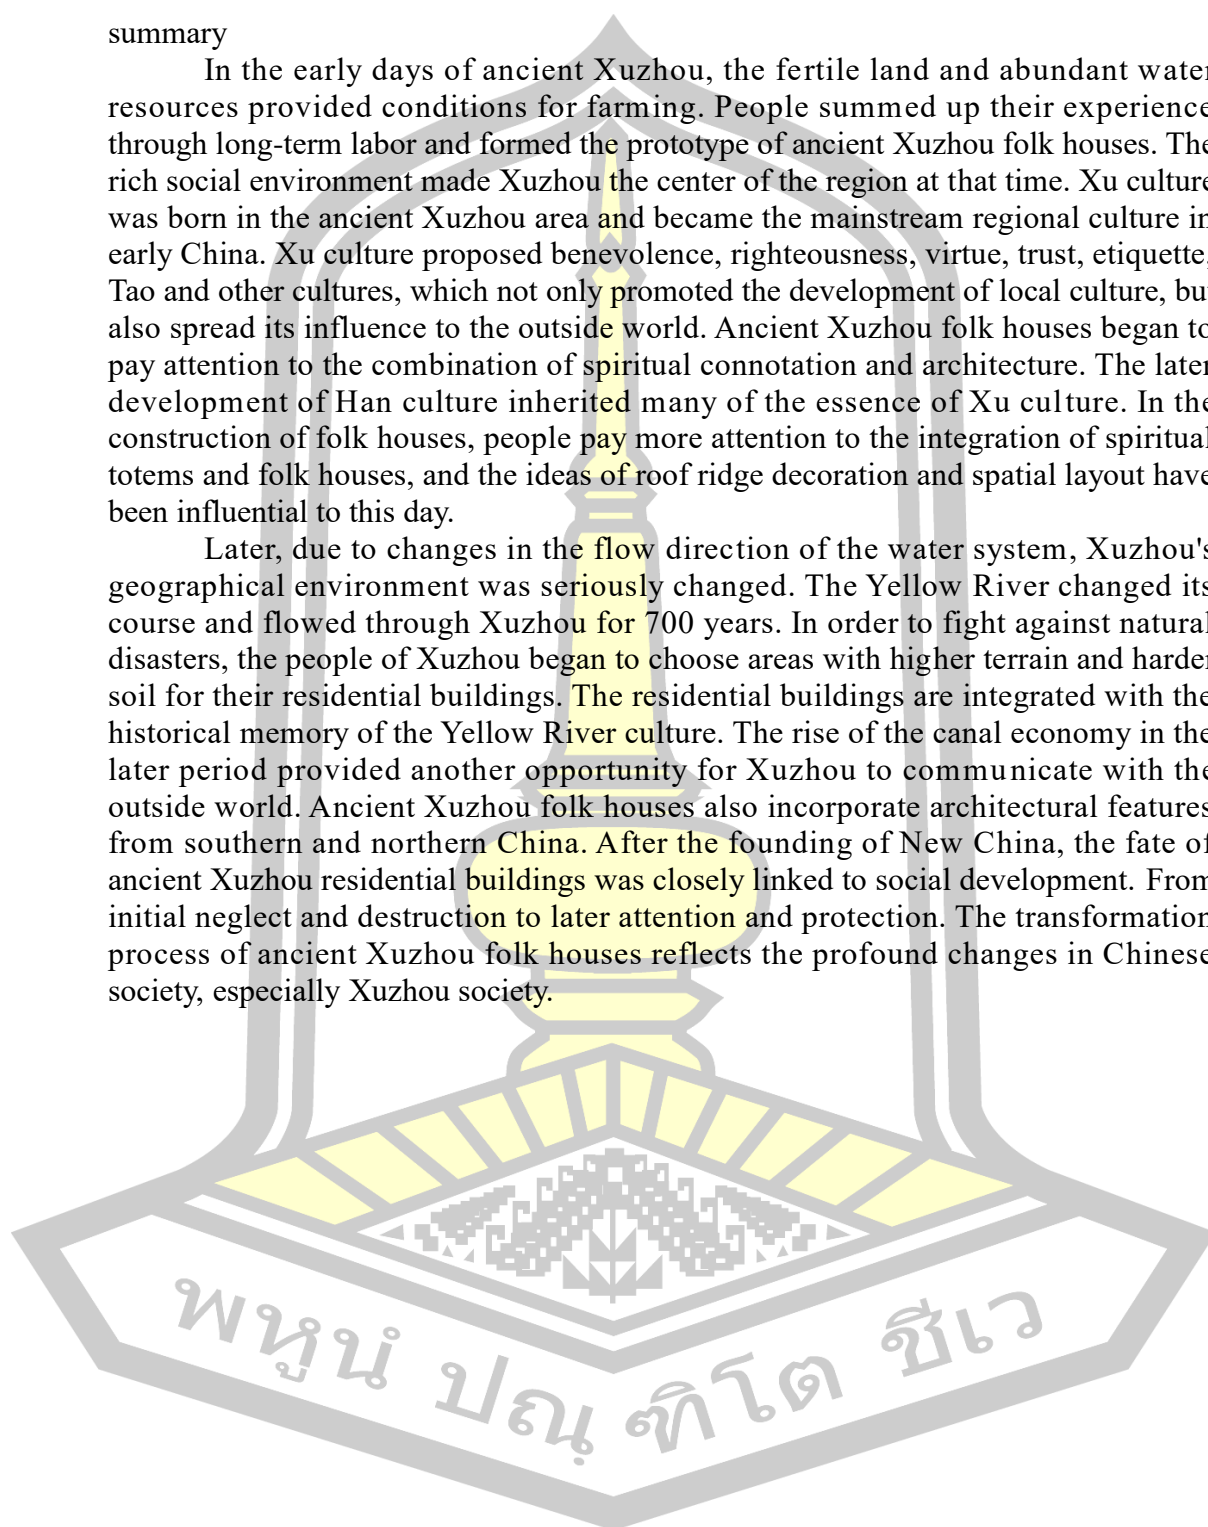 summary
In the early days of ancient Xuzhou, the fertile land and abundant water
resources provided conditions for farming. People summed up their experience
through long-term labor and formed the prototype of ancient Xuzhou folk houses. The
rich social environment made Xuzhou the center of the region at that time. Xu culture
was born in the ancient Xuzhou area and became the mainstream regional culture in
early China. Xu culture proposed benevolence, righteousness, virtue, trust, etiquette,
Tao and other cultures, which not only promoted the development of local culture, but
also spread its influence to the outside world. Ancient Xuzhou folk houses began to
pay attention to the combination of spiritual connotation and architecture. The later
development of Han culture inherited many of the essence of Xu culture. In the
construction of folk houses, people pay more attention to the integration of spiritual
totems and folk houses, and the ideas of roof ridge decoration and spatial layout have
been influential to this day.
Later, due to changes in the flow direction of the water system, Xuzhou's
geographical environment was seriously changed. The Yellow River changed its
course and flowed through Xuzhou for 700 years. In order to fight against natural
disasters, the people of Xuzhou began to choose areas with higher terrain and harder
soil for their residential buildings. The residential buildings are integrated with the
historical memory of the Yellow River culture. The rise of the canal economy in the
later period provided another opportunity for Xuzhou to communicate with the
outside world. Ancient Xuzhou folk houses also incorporate architectural features
from southern and northern China. After the founding of New China, the fate of
ancient Xuzhou residential buildings was closely linked to social development. From
initial neglect and destruction to later attention and protection. The transformation
process of ancient Xuzhou folk houses reflects the profound changes in Chinese
society, especially Xuzhou society.
พหูนํ ปณฺฑิโต ชีเว